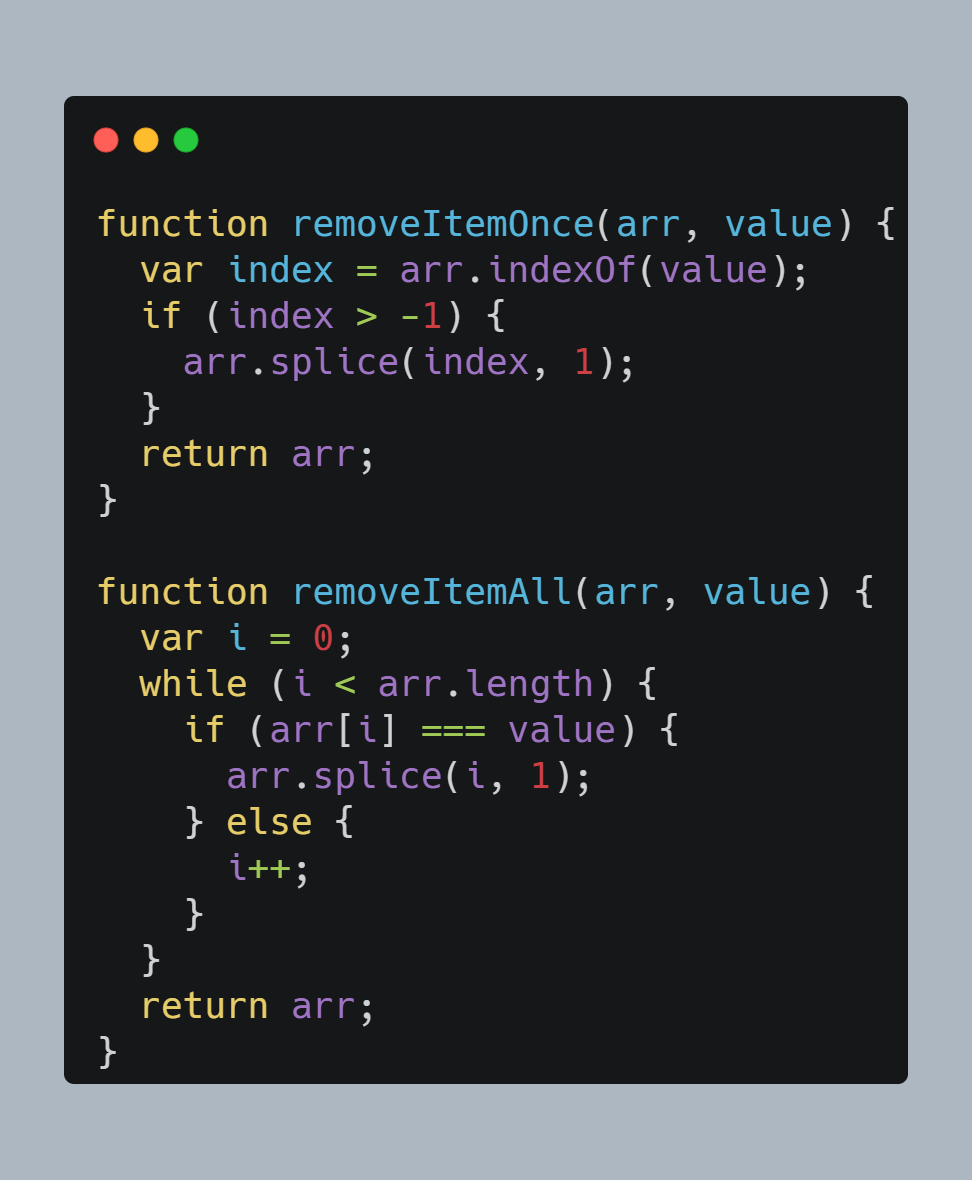 function removeItemOnce(arr, value) {
  var index = arr.indexOf(value);
  if (index > -1) {
    arr.splice(index, 1);
  }
  return arr;
}

function removeItemAll(arr, value) {
  var i = 0;
  while (i < arr.length) {
    if (arr[i] === value) {
      arr.splice(i, 1);
    } else {
      i++;
    }
  }
  return arr;
}